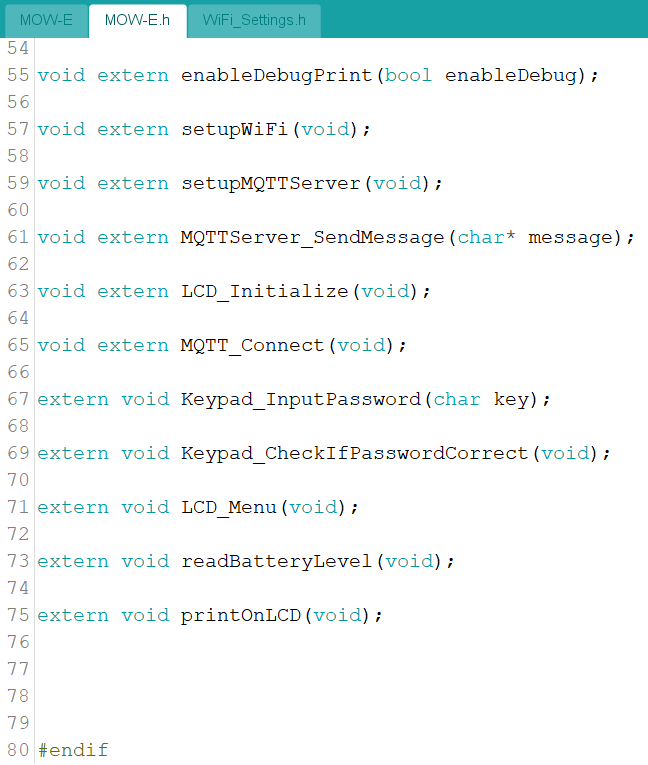 MOW-E MOW-E.h WiFi_Settings.h
54
55 void extern enableDebugPrint(bool enableDebug);
56
57 void extern setupWiFi(void);
58
59 void extern setupMQTTServer(void);
60
61 void extern MQTTServer_SendMessage(char* message);
62
63 void extern LCD_Initialize(void);
64
65 void extern MQTT_Connect(void);
66
67 extern void Keypad_InputPassword(char key);
68
69 extern void Keypad_CheckIfPasswordCorrect(void);
70
71 extern void LCD_Menu(void);
72
73 extern void readBatteryLevel(void);
74
75 extern void printOnLCD(void);
76
77
78
79
80 #endif